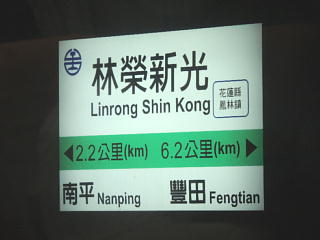 林榮新光
Linrong Shin Kong
花蓮縣
鳳林鎮
2.2公里(km) 6.2公里(km)
南平 Nanping 豐田 Fengtian